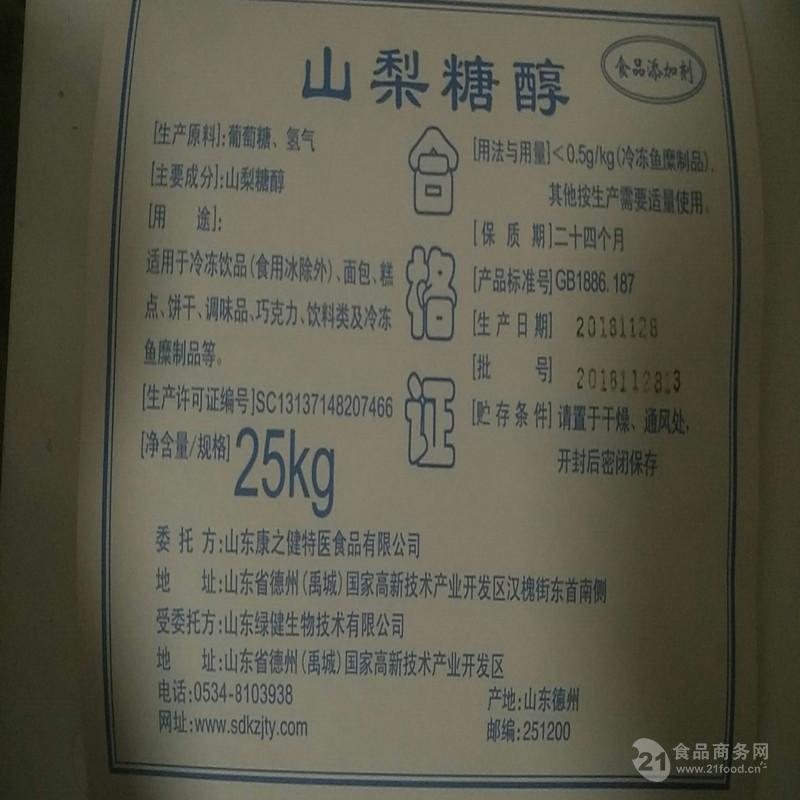 山梨糖醇
食品添加剂
合格证
[生产原料]:葡萄糖、氢气
[主要成分]:山梨糖醇
[用 途]:
适用于冷冻饮品(食用冰除外)、面包、糕
点、饼干、调味品、巧克力、饮料类及冷冻
鱼糜制品等。
[生产许可证编号]SC13137148207466
[净含量/规格]25kg
[用法与用量]<0.5g/kg(冷冻鱼糜制品),
其他按生产需要适量使用。
[保 质 期]二十四个月
[产品标准号]GB1886.187
[生产日期] 20181128
[批 号] 2018112813
[贮存条件]请置于干燥、通风处,
开封后密闭保存
委 托 方:山东康之健特医食品有限公司
地 址:山东省德州(禹城)国家高新技术产业开发区汉槐街东首南侧
受委托方:山东绿健生物技术有限公司
地 址:山东省德州(禹城)国家高新技术产业开发区
电话:0534-8103938
网址:www.sdkzjty.com
产地:山东德州
邮编:251200
21食品商务网
www.21food.cn